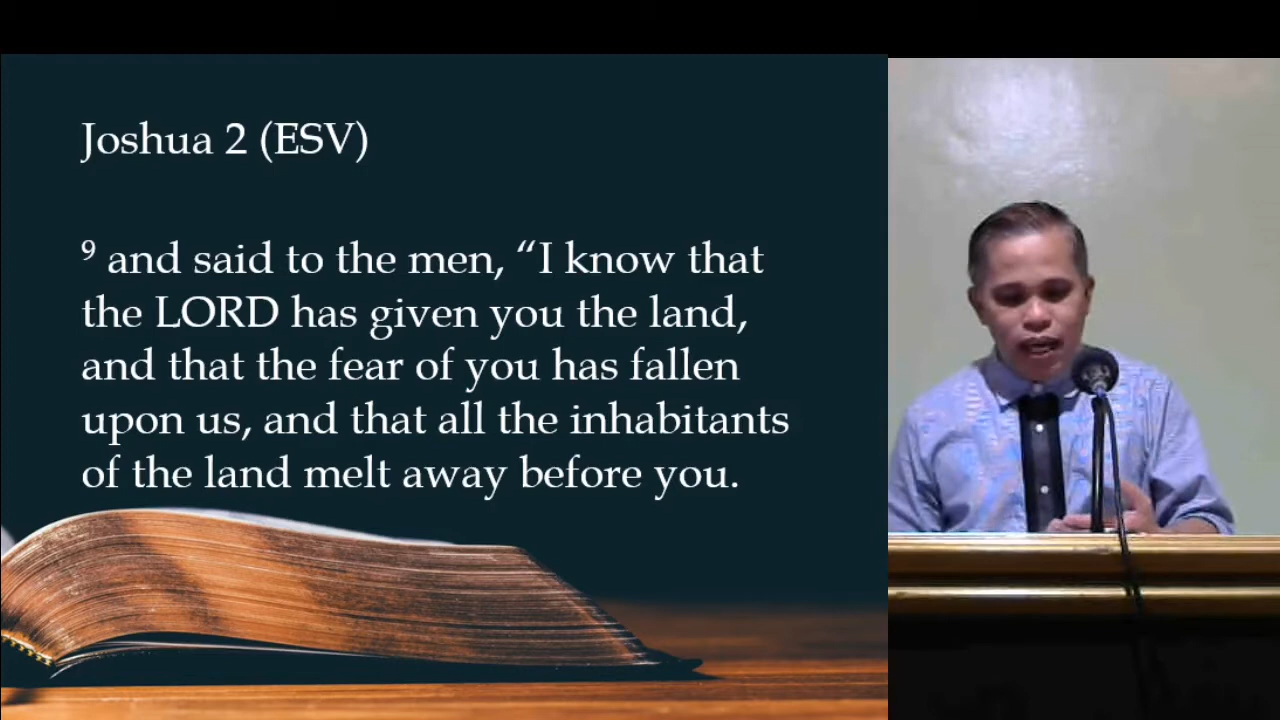 Joshua 2 (ESV)
⁹ and said to the men, “I know that
the LORD has given you the land,
and that the fear of you has fallen
upon us, and that all the inhabitants
of the land melt away before you.